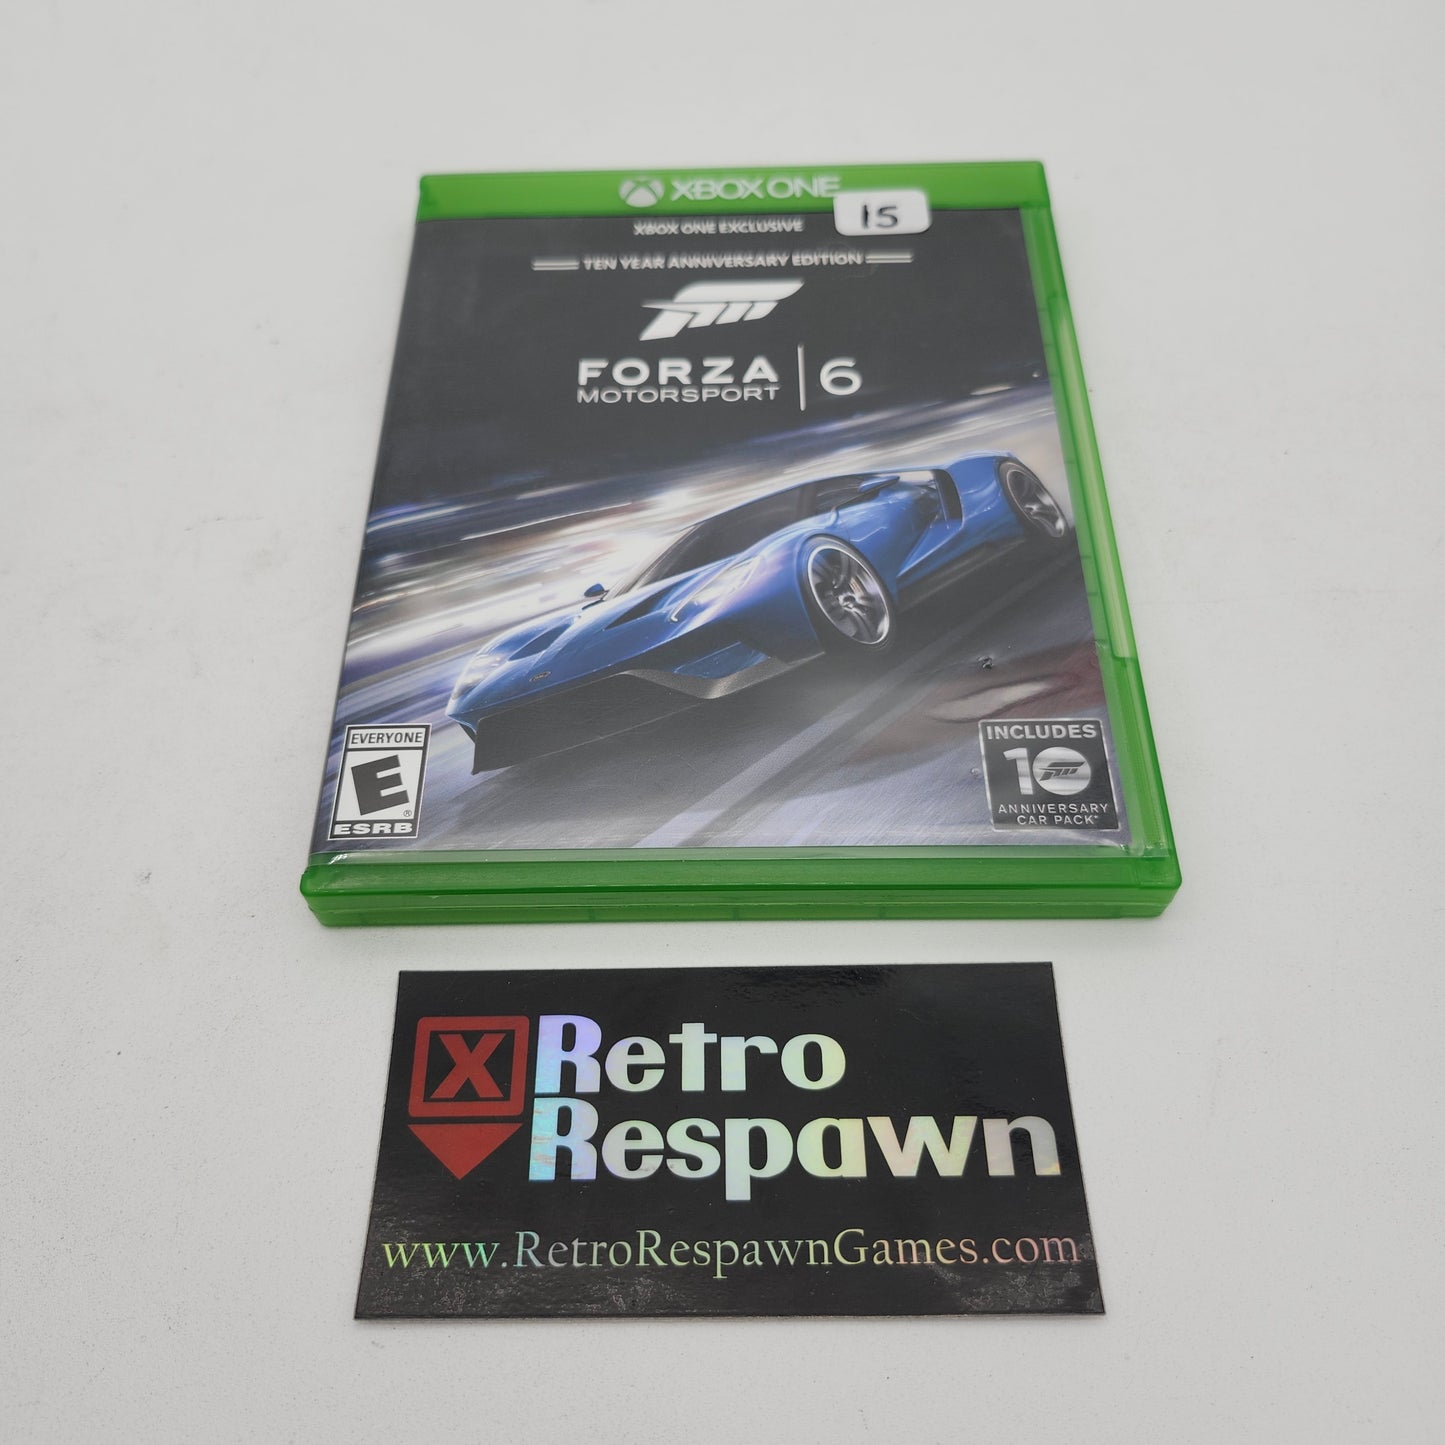 XBOX ONE
15
XBOX ONE EXCLUSIVE
TEN YEAR ANNIVERSARY EDITION
FORZA
MOTORSPORT | 6
EVERYONE
E
®
ESRB
INCLUDES
10
ANNIVERSARY
CAR PACK*
X Retro
Respawn
www.RetroRespawnGames.com